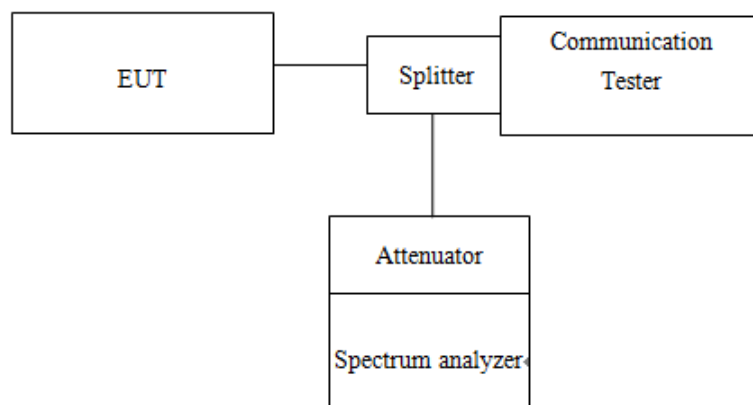 EUT
Splitter
Communication
Tester
Attenuator
Spectrum analyzer